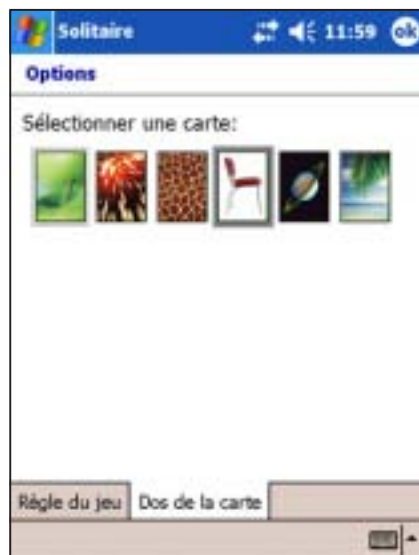 Solitaire 11:59 ok
Options
Sélectionner une carte:
Règle du jeu Dos de la carte